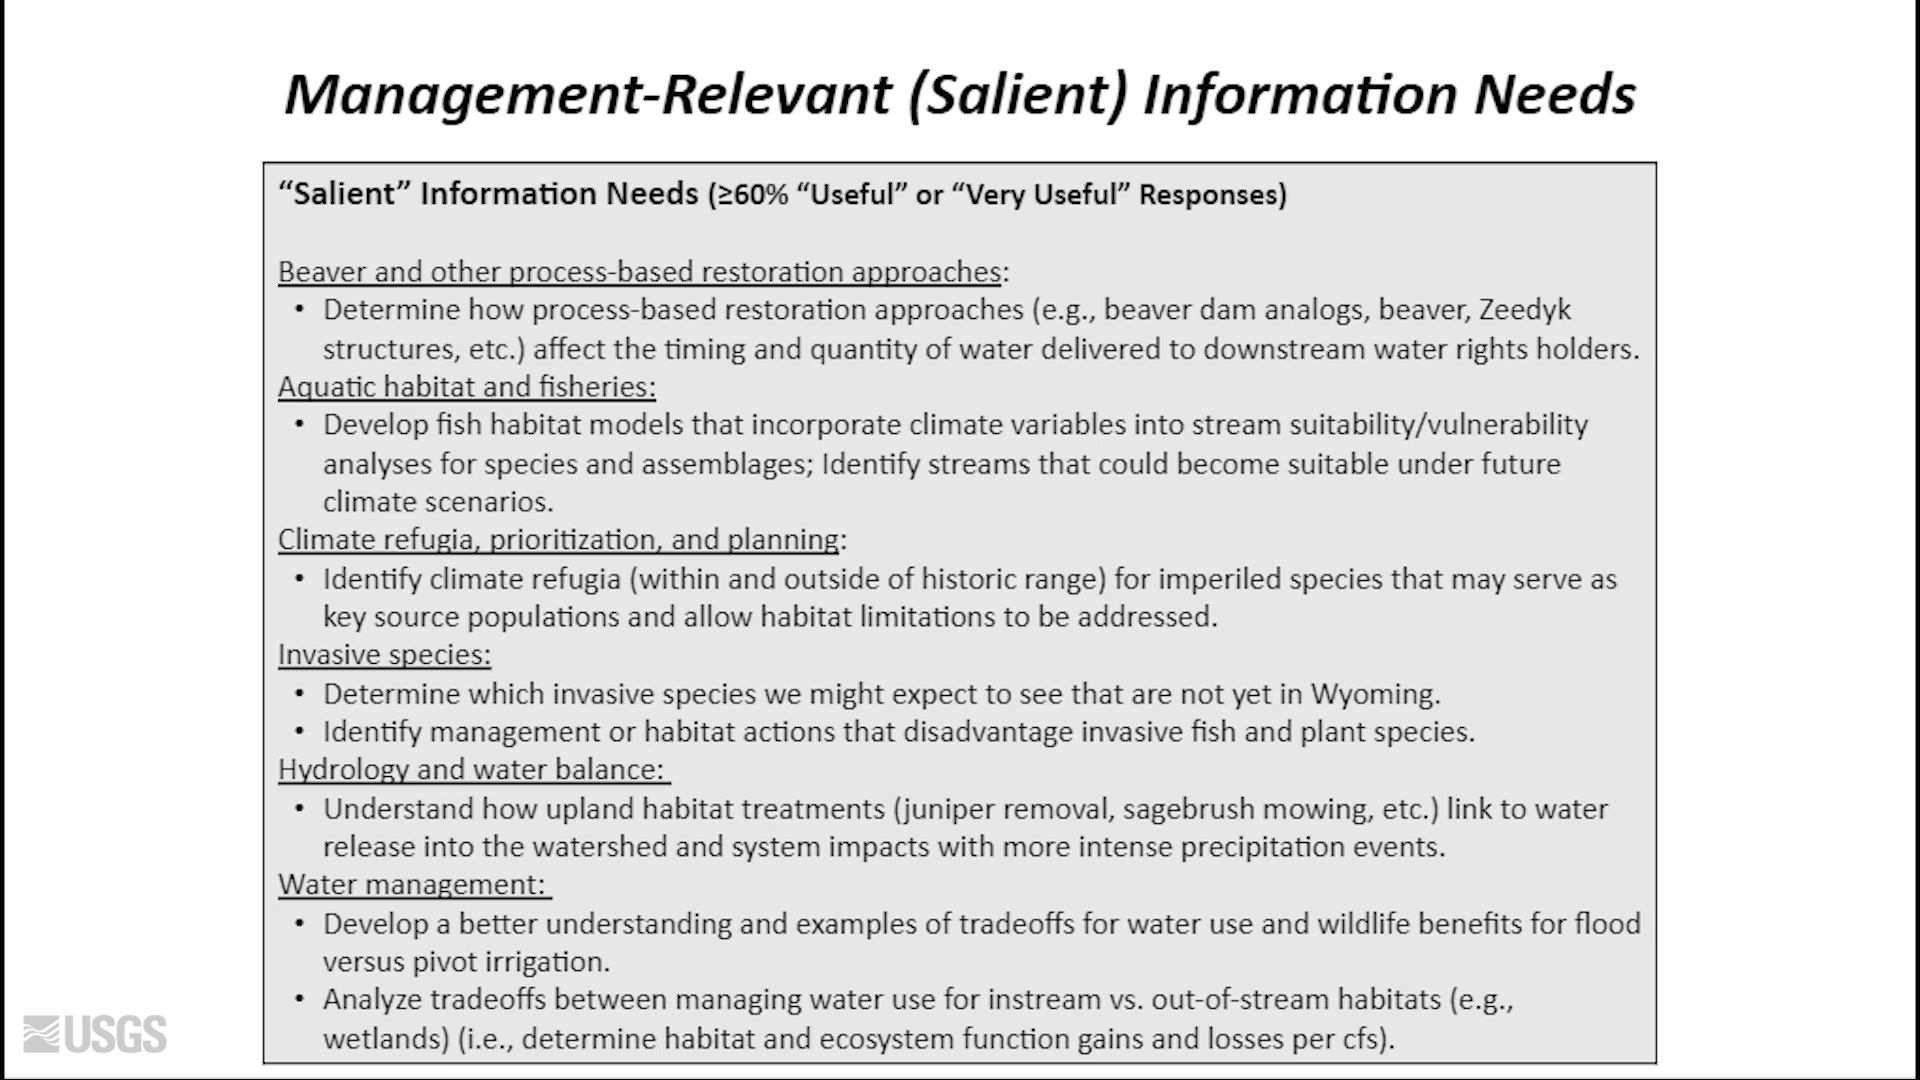 Management-Relevant (Salient) Information Needs
“Salient” Information Needs (≥60% “Useful” or “Very Useful” Responses)
Beaver and other process-based restoration approaches:
• Determine how process-based restoration approaches (e.g., beaver dam analogs, beaver, Zeedyk
structures, etc.) affect the timing and quantity of water delivered to downstream water rights holders.
Aquatic habitat and fisheries:
• Develop fish habitat models that incorporate climate variables into stream suitability/vulnerability
analyses for species and assemblages; Identify streams that could become suitable under future
climate scenarios.
Climate refugia, prioritization, and planning:
• Identify climate refugia (within and outside of historic range) for imperiled species that may serve as
key source populations and allow habitat limitations to be addressed.
Invasive species:
• Determine which invasive species we might expect to see that are not yet in Wyoming.
• Identify management or habitat actions that disadvantage invasive fish and plant species.
Hydrology and water balance:
• Understand how upland habitat treatments (juniper removal, sagebrush mowing, etc.) link to water
release into the watershed and system impacts with more intense precipitation events.
Water management:
• Develop a better understanding and examples of tradeoffs for water use and wildlife benefits for flood
versus pivot irrigation.
• Analyze tradeoffs between managing water use for instream vs. out-of-stream habitats (e.g.,
wetlands) (i.e., determine habitat and ecosystem function gains and losses per cfs).
USGS